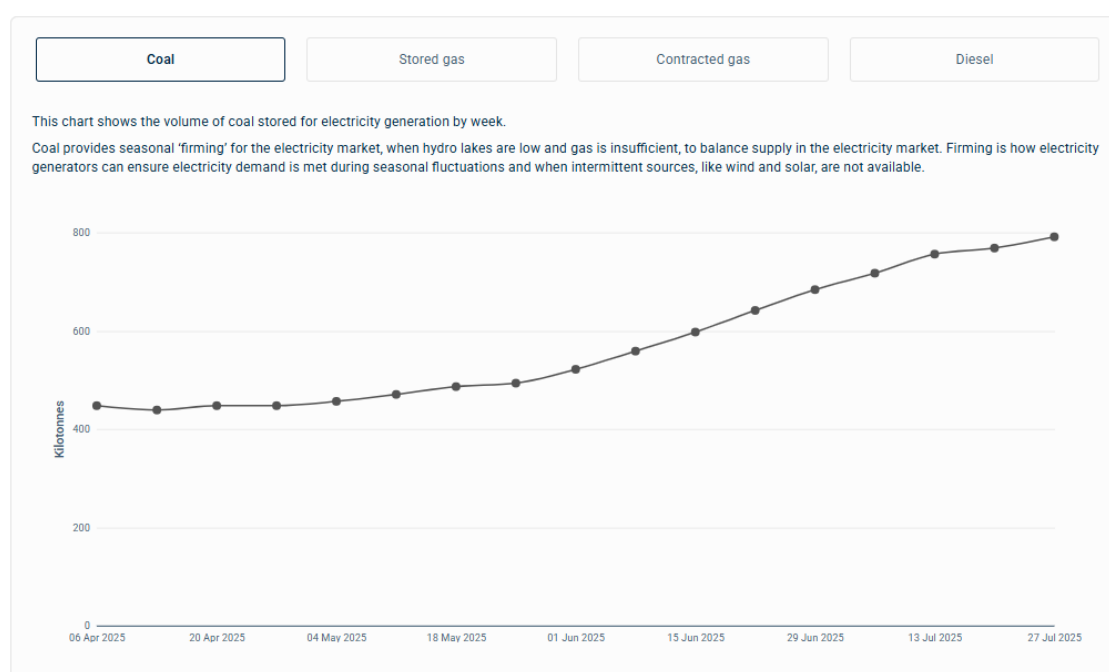 Coal
Stored gas
Contracted gas
Diesel
This chart shows the volume of coal stored for electricity generation by week.
Coal provides seasonal ‘firming’ for the electricity market, when hydro lakes are low and gas is insufficient, to balance supply in the electricity market. Firming is how electricity
generators can ensure electricity demand is met during seasonal fluctuations and when intermittent sources, like wind and solar, are not available.
800
600
400
200
0
Kilotonnes
06 Apr 2025
20 Apr 2025
04 May 2025
18 May 2025
01 Jun 2025
15 Jun 2025
29 Jun 2025
13 Jul 2025
27 Jul 2025